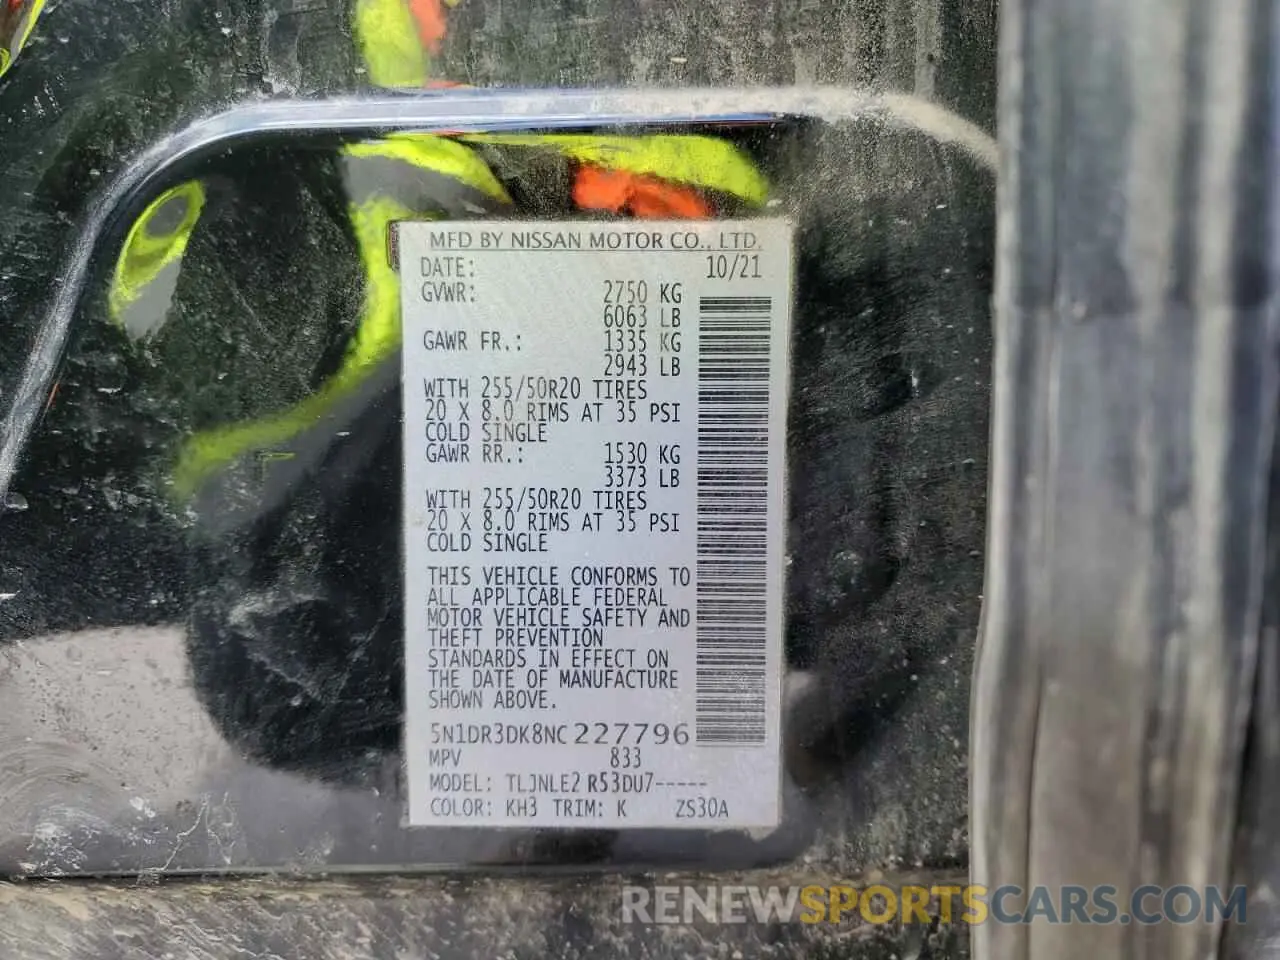 MFD BY NISSAN MOTOR CO., LTD.
DATE: 10/21
GVWR: 2750 KG
6063 LB
GAWR FR.: 1335 KG
2943 LB
WITH 255/50R20 TIRES
20 X 8.0 RIMS AT 35 PSI
COLD SINGLE
GAWR RR.: 1530 KG
3373 LB
WITH 255/50R20 TIRES
20 X 8.0 RIMS AT 35 PSI
COLD SINGLE
THIS VEHICLE CONFORMS TO
ALL APPLICABLE FEDERAL
MOTOR VEHICLE SAFETY AND
THEFT PREVENTION
STANDARDS IN EFFECT ON
THE DATE OF MANUFACTURE
SHOWN ABOVE.
5N1DR3DK8NC227796
MPV 833
MODEL: TLJNLE2 R53DU7-----
COLOR: KH3 TRIM: K ZS30A
RENEWSPORTSCARS.COM